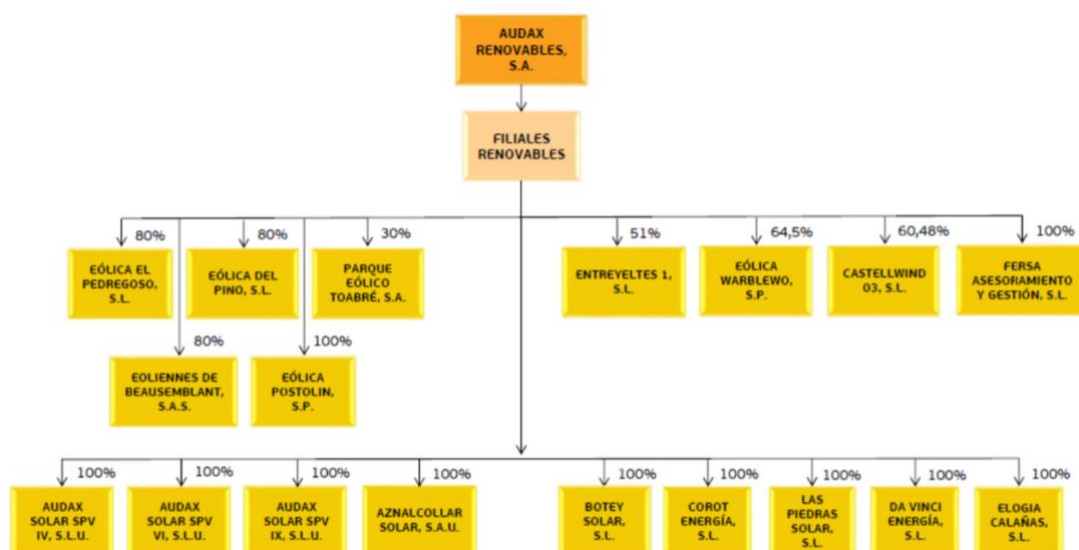 AUDAX
RENOVABLES,
S.A.
FILIALES
RENOVABLES
80%
EÓLICA EL
PEDREGOSO,
S.L.
80%
EÓLICA DEL
PINO, S.L.
30%
PARQUE
EÓLICO
TOABRÉ, S.A.
51%
ENTREYELTES 1,
S.L.
64,5%
EÓLICA
WARBLEWO,
S.P.
60,48%
CASTELLWIND
03, S.L.
100%
FERSA
ASESORAMIENTO
Y GESTIÓN, S.L.
80%
EOLIENNES DE
BEAUSEMBLANT,
S.A.S.
100%
EÓLICA
POSTOLIN,
S.P.
100%
AUDAX
SOLAR SPV
IV, S.L.U.
100%
AUDAX
SOLAR SPV
VI, S.L.U.
100%
AUDAX
SOLAR SPV
IX, S.L.U.
100%
AZNALCOLLAR
SOLAR, S.A.U.
100%
BOTEY
SOLAR,
S.L.
100%
COROT
ENERGÍA,
S.L.
100%
LAS
PIEDRAS
SOLAR,
S.L.
100%
DA VINCI
ENERGÍA,
S.L.
100%
ELOGIA
CALAÑAS,
S.L.